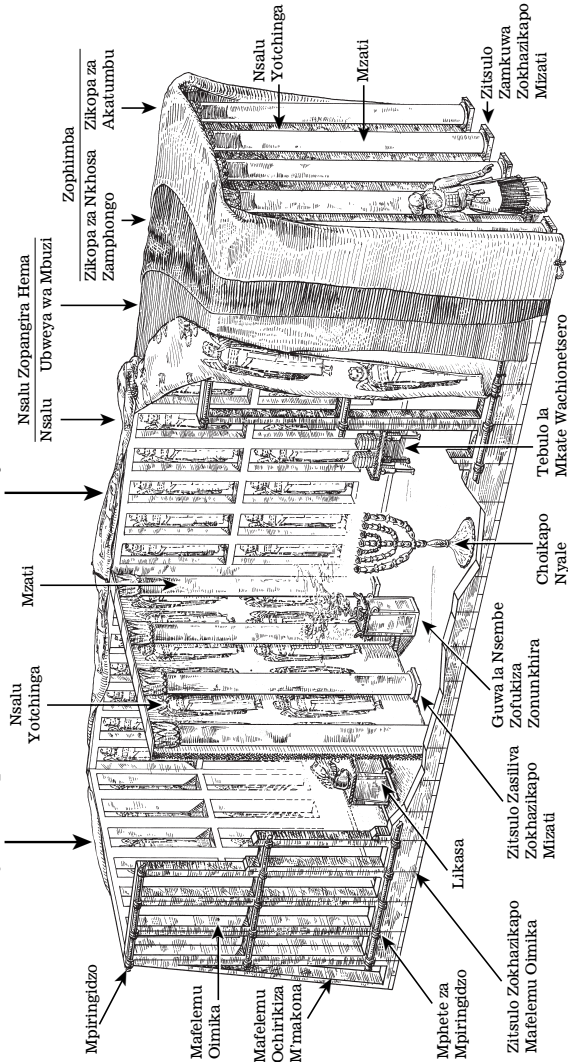 Mpiringidzo
Mafelemu
Oimika
Mafelemu
Ochirikiza
M'makona
Mphete za
Mpiringidzo
Zitsulo Zokhazikapo
Mafelemu Oimika
Likasa
Zitsulo Zasiliva
Zokhazikapo
Mizati
Guwa la Nsembe
Zofukiza
Zonunkhira
Choikapo
Nyale
Tebulo la
Mkate Wachionetsero
Nsalu
Yotchinga
Mzati
Nsalu Zopangira Hema
Nsalu
Ubweya wa Mbuzi
Zophimba
Zikopa za Nkhosa
Zamphongo
Zikopa za
Akatumbu
Nsalu
Yotchinga
Mzati
Zitsulo
Zamkuwa
Zokhazikapo
Mizati